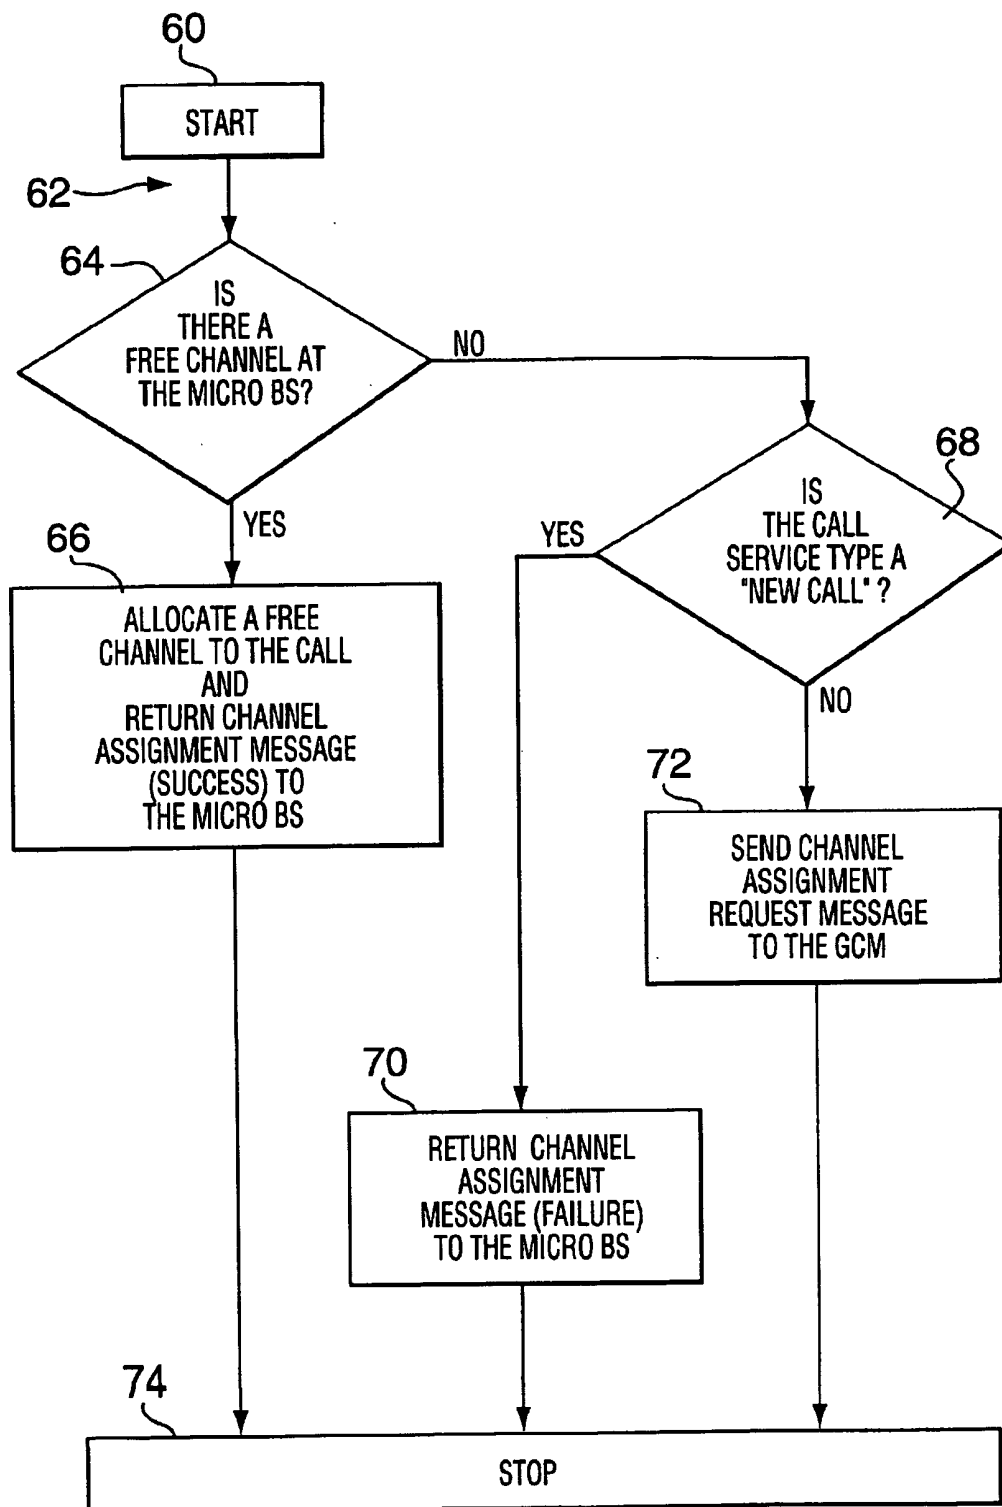 60
START
62
64
IS
THERE A
FREE CHANNEL AT
THE MICRO BS?
NO
68
IS
THE CALL
SERVICE TYPE A
"NEW CALL" ?
YES
YES
66
ALLOCATE A FREE
CHANNEL TO THE CALL
AND
RETURN CHANNEL
ASSIGNMENT MESSAGE
(SUCCESS) TO
THE MICRO BS
NO
72
SEND CHANNEL
ASSIGNMENT
REQUEST MESSAGE
TO THE GCM
70
RETURN CHANNEL
ASSIGNMENT
MESSAGE (FAILURE)
TO THE MICRO BS
74
STOP